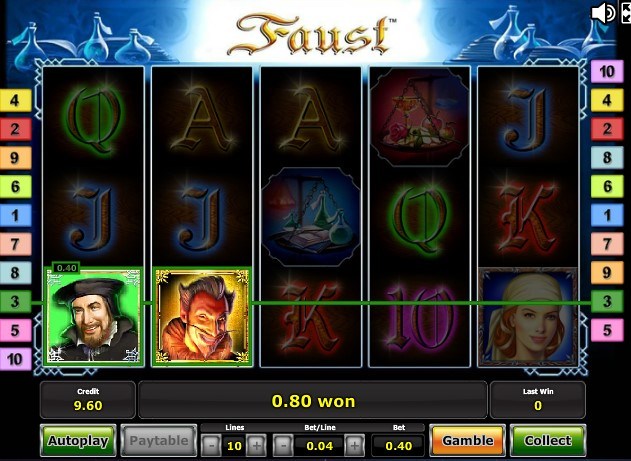 Faust™
10
4 4
2 2
9 8
6 6
1 1
7 7
8 9
3 3
5 5
10
Q A A J
J J Q K
0.40
K 10
Credit
9.60
0.80 won
Last Win
0
Autoplay
Paytable
Lines
- 10 +
Bet/Line
- 0.04 +
Bet
0.40
Gamble
Collect